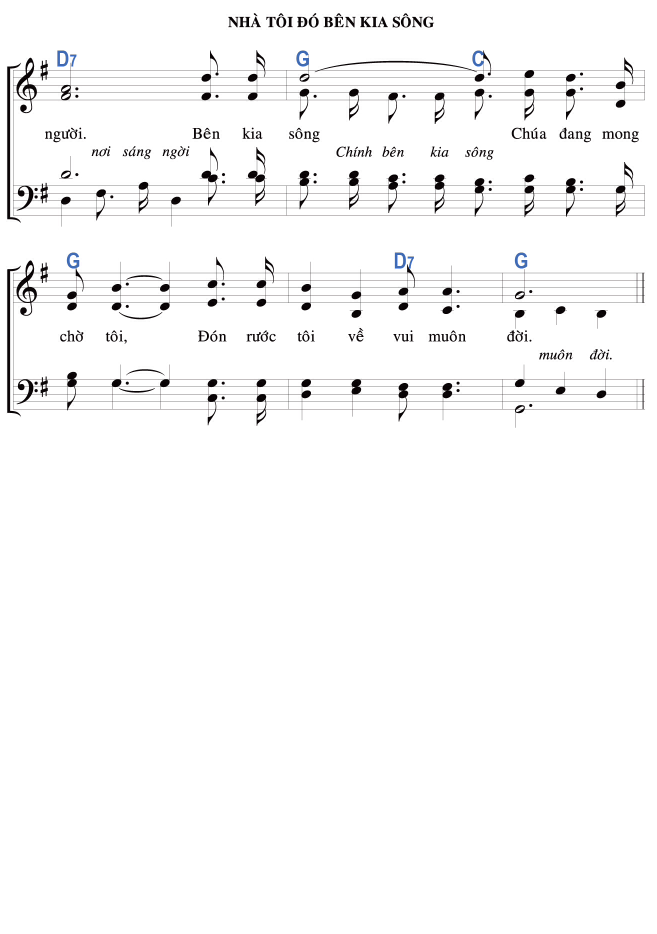 NHÀ TÔI ĐÓ BÊN KIA SÔNG
D7 G C
người. Bên kia sông Chúa đang mong
nơi sáng ngời Chính bên kia sông
G D7 G
chờ tôi, Đón rước tôi về vui muôn đời.
muôn đời.